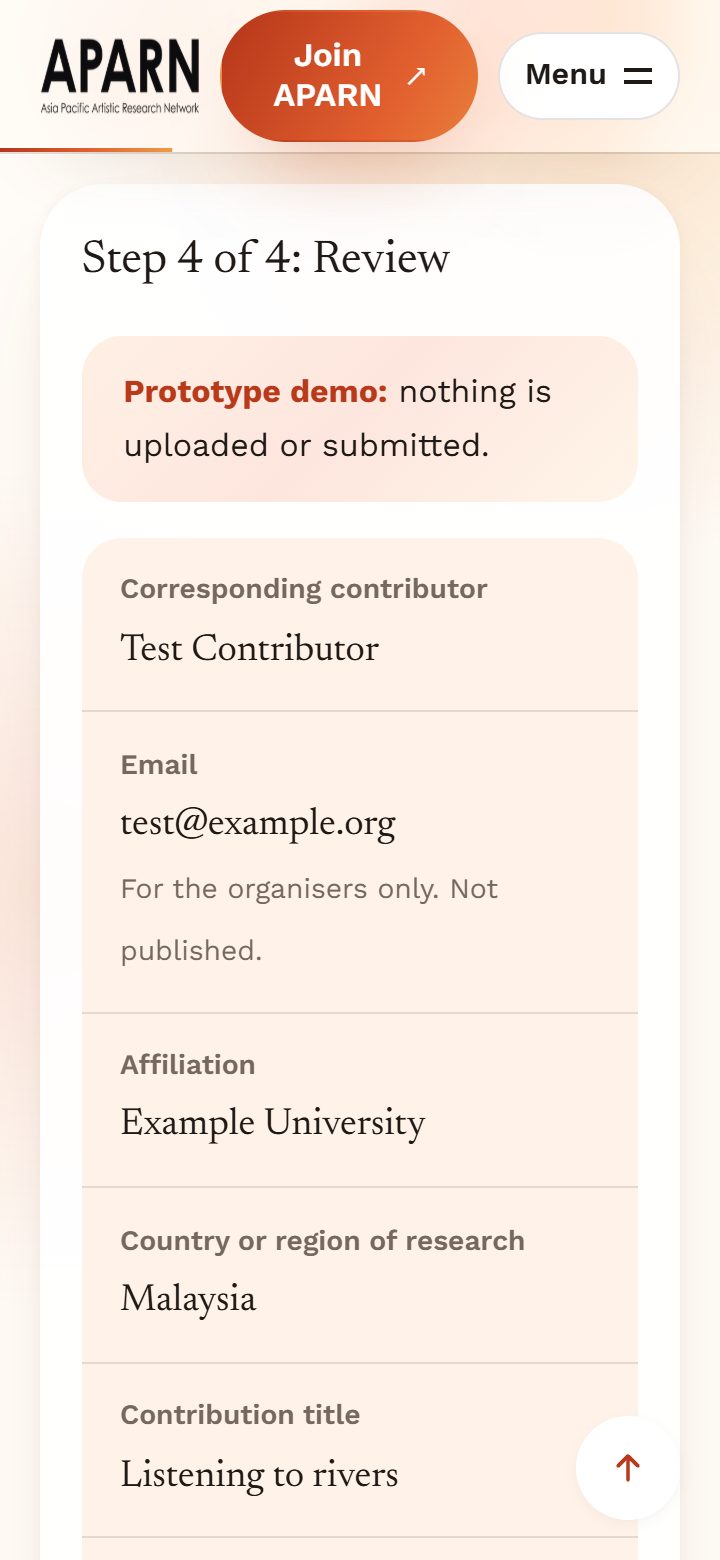 APARN
Asia Pacific Artistic Research Network
Join
APARN ↗
Menu
Step 4 of 4: Review
Prototype demo: nothing is
uploaded or submitted.
Corresponding contributor
Test Contributor
Email
test@example.org
For the organisers only. Not
published.
Affiliation
Example University
Country or region of research
Malaysia
Contribution title
Listening to rivers